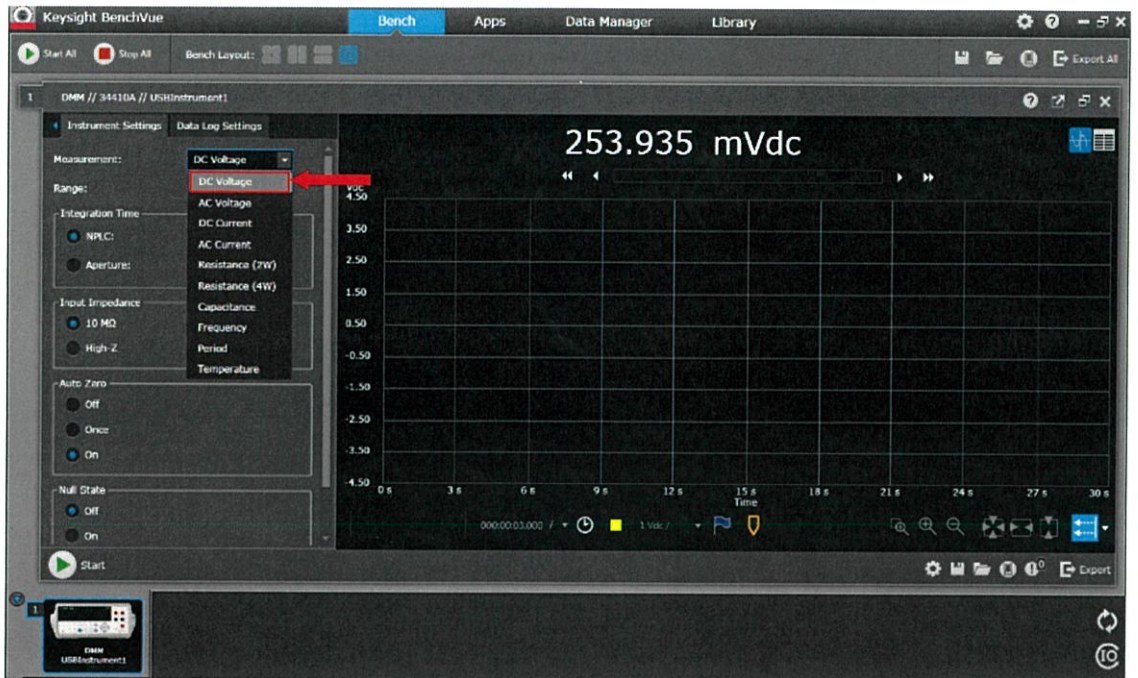 Keysight BenchVue
Bench Apps Data Manager Library
Start All Stop All Bench Layout: Export All
1 DMM // 34410A // USBInstrument1
Instrument Settings Data Log Settings
253.935 mVdc
Measurement: DC Voltage
DC Voltage
Range:
AC Voltage
Vdc
4.50
Integration Time
DC Current
3.50
NPLC:
AC Current
Aperture:
Resistance (2W)
2.50
Resistance (4W)
1.50
Input Impedance
Capacitance
10 MΩ
Frequency
0.50
High-Z
Period
-0.50
Temperature
Auto Zero
-1.50
Off
-2.50
Once
On
-3.50
-4.50
Null State
0 s 3 s 6 s 9 s 12 s 15 s 18 s 21 s 24 s 27 s 30 s
Time
Off
000:00:03.000 / 1 Vdc /
On
Start 0 Export
1
DMM
USBInstrument1
IO